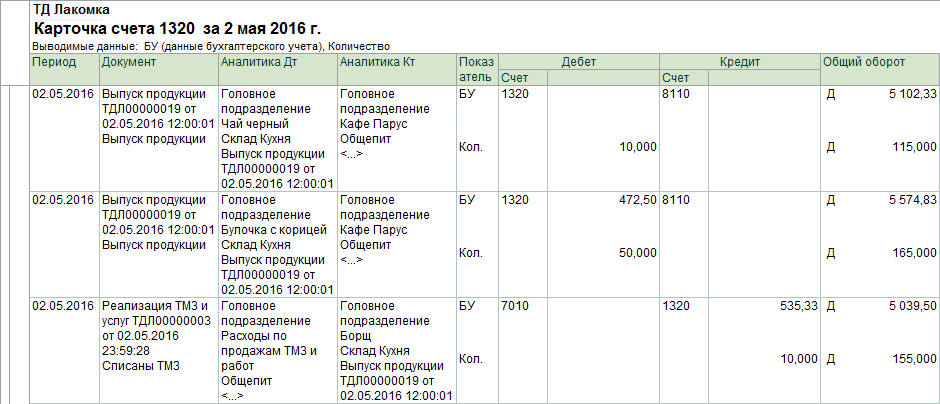 ТД Лакомка
Карточка счета 1320 за 2 мая 2016 г.
Выводимые данные: БУ (данные бухгалтерского учета), Количество
Период Документ Аналитика Дт Аналитика Кт Показ Дебет Кредит Общий оборот
атель Счет Счет
02.05.2016 Выпуск продукции Головное Головное БУ 1320 8110 Д 5 102,33
ТДЛ00000019 от подразделение подразделение
02.05.2016 12:00:01 Чай черный Кафе Парус
Выпуск продукции Склад Кухня Общепит Кол. 10,000 Д 115,000
Выпуск продукции <...>
ТДЛ00000019 от
02.05.2016 12:00:01
02.05.2016 Выпуск продукции Головное Головное БУ 1320 472,50 8110 Д 5 574,83
ТДЛ00000019 от подразделение подразделение
02.05.2016 12:00:01 Булочка с корицей Кафе Парус
Выпуск продукции Склад Кухня Общепит Кол. 50,000 Д 165,000
Выпуск продукции <...>
ТДЛ00000019 от
02.05.2016 12:00:01
02.05.2016 Реализация ТМЗ и Головное Головное БУ 7010 1320 535,33 Д 5 039,50
услуг ТДЛ00000003 подразделение подразделение
от 02.05.2016 Расходы по Борщ
23:59:28 продажам ТМЗ и Склад Кухня Кол. 10,000 Д 155,000
Списаны ТМЗ работ Выпуск продукции
Общепит ТДЛ00000019 от
<...> 02.05.2016 12:00:01